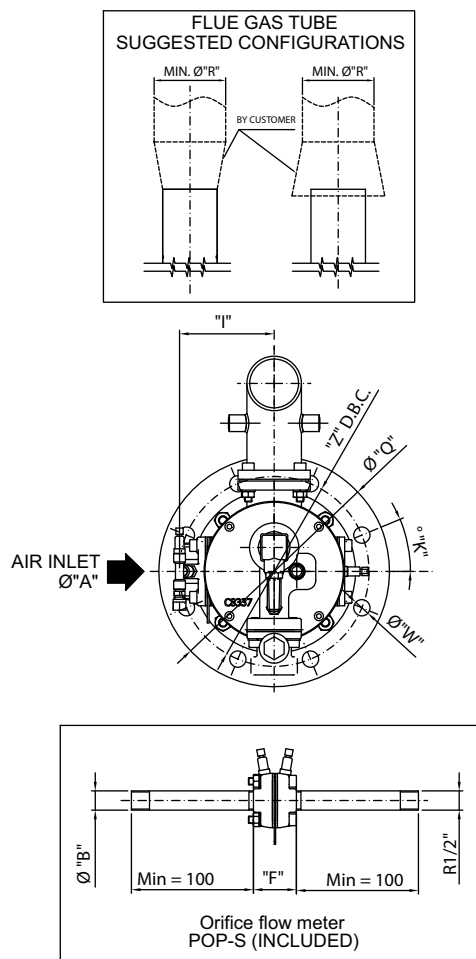 FLUE GAS TUBE
SUGGESTED CONFIGURATIONS
MIN. Ø"R"
MIN. Ø"R"
BY CUSTOMER
"I"
"Z" D.B.C.
Ø "Q"
° "K"
AIR INLET
Ø"A"
C8337
Ø "W"
Ø "B"
Min = 100
"F"
Min = 100
R1/2"
Orifice flow meter
POP-S (INCLUDED)